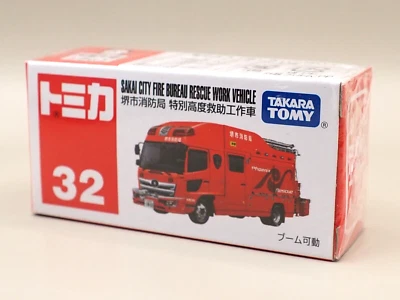 トミカ
32
SAKAI CITY FIRE BUREAU RESCUE WORK VEHICLE
堺市消防局 特別高度救助工作車
TAKARA
TOMY
®
ブーム可動